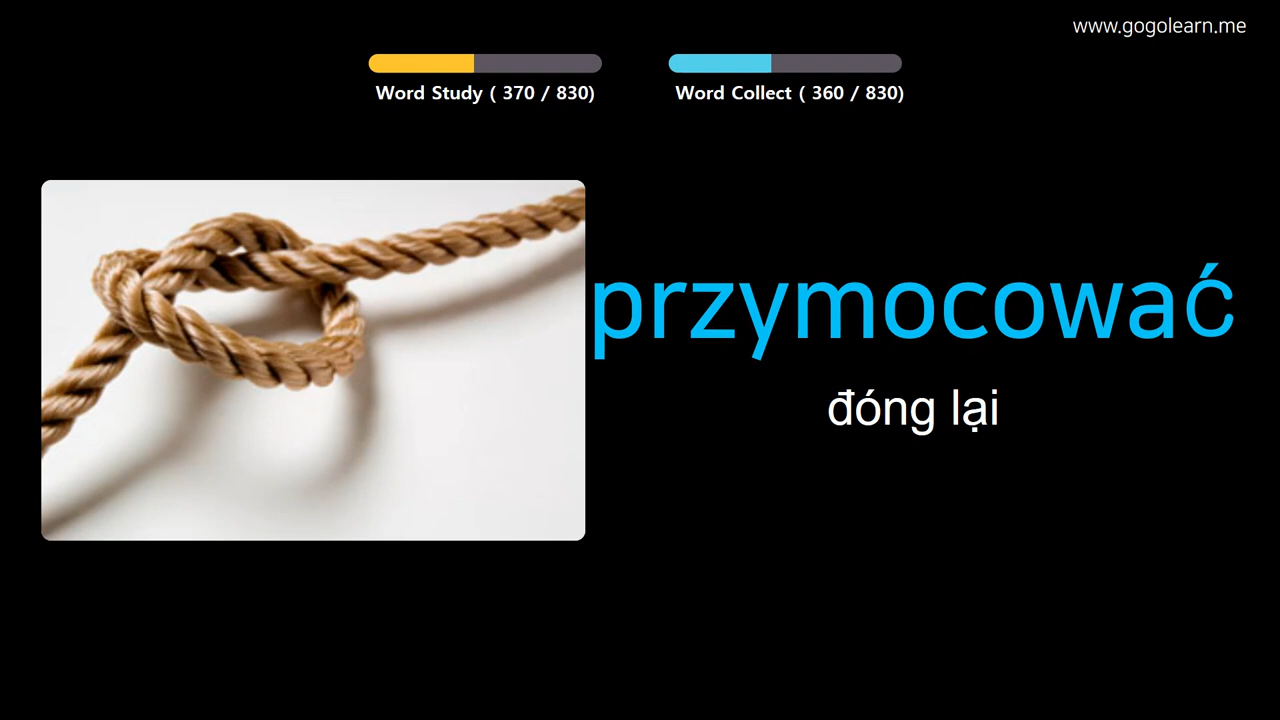 www.gogolearn.me
Word Study ( 370 / 830)
Word Collect ( 360 / 830)
przymocować
đóng lại